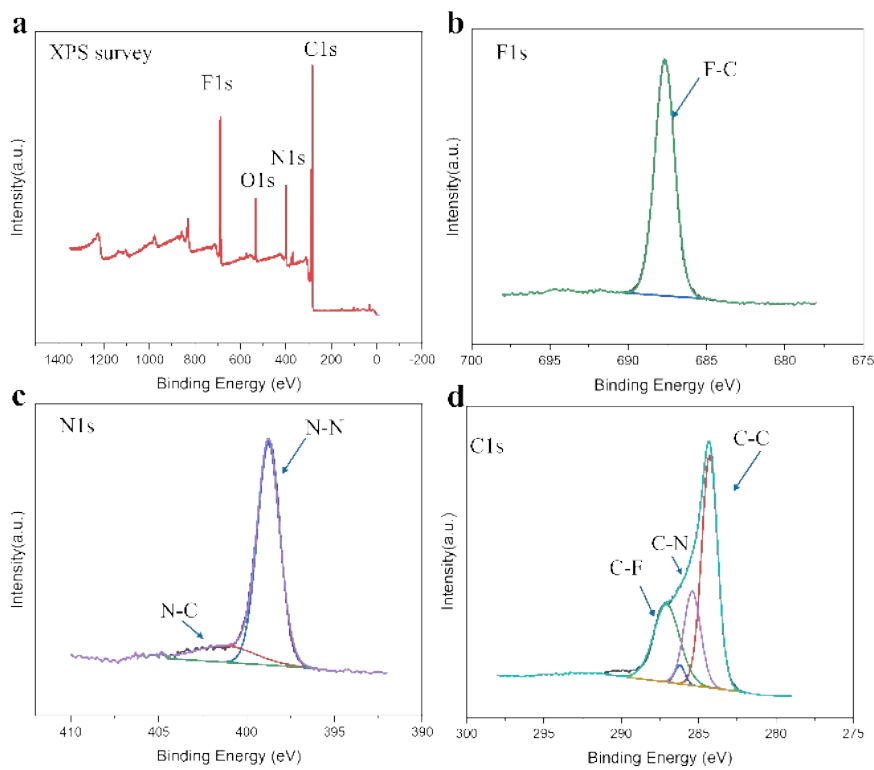 a
XPS survey
C1s
F1s
N1s
O1s
Intensity(a.u.)
1400 1200 1000 800 600 400 200 0 -200
Binding Energy (eV)
b
F1s
F-C
Intensity(a.u.)
700 695 690 685 680 675
Binding Energy (eV)
c
N1s
N-N
N-C
Intensity(a.u.)
410 405 400 395 390
Binding Energy (eV)
d
C1s
C-C
C-N
C-F
Intensity(a.u.)
300 295 290 285 280 275
Binding Energy (eV)